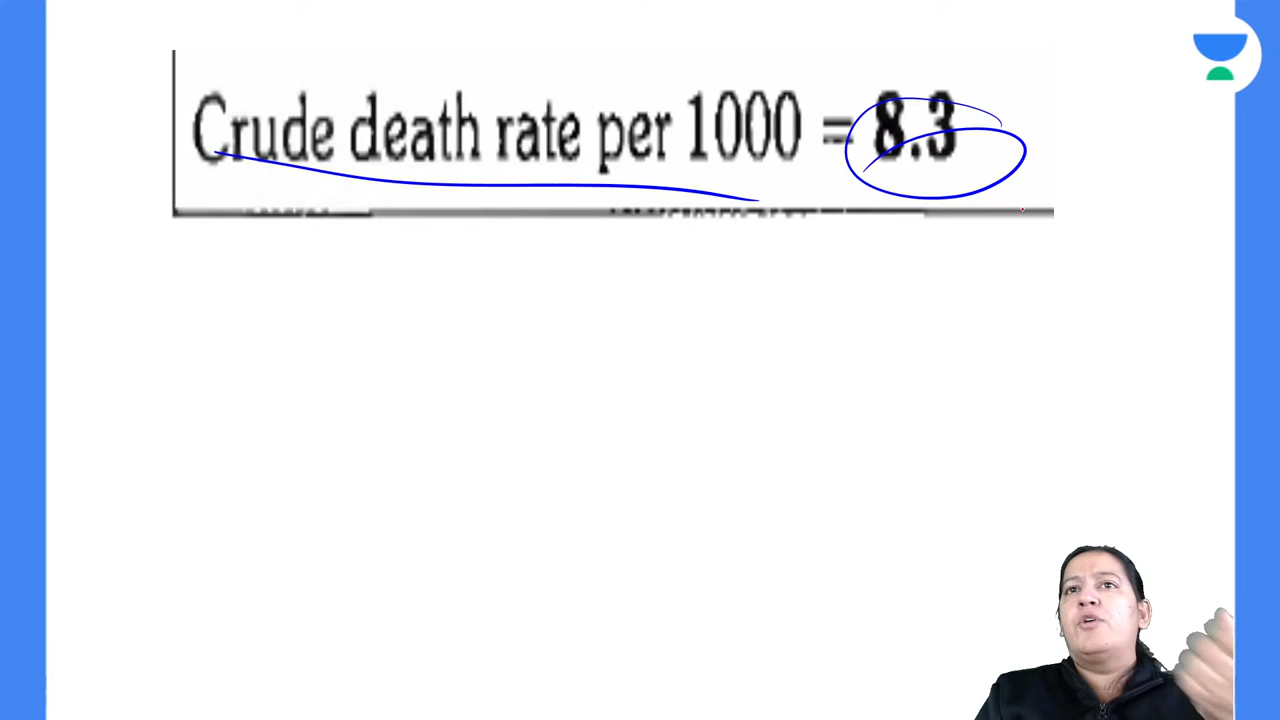 Crude death rate per 1000 = 8.3